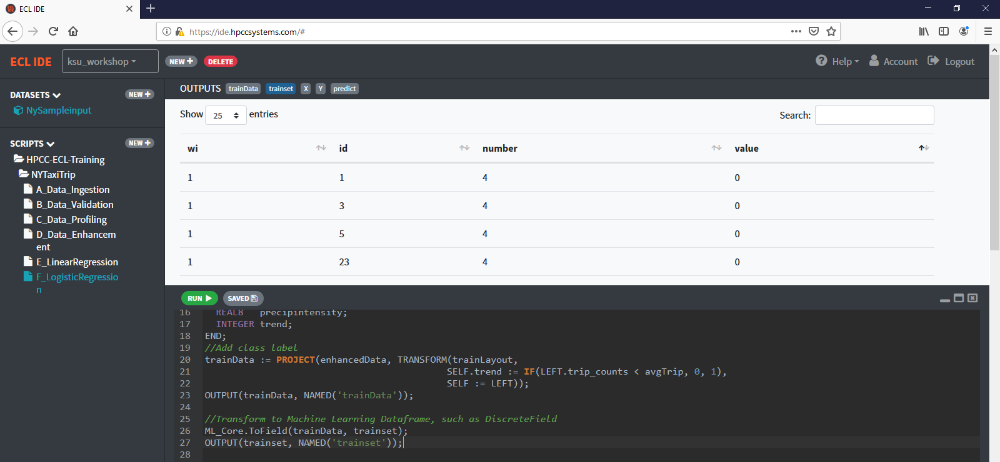 ECL IDE
https://ide.hpccsystems.com/#
ECL IDE ksu_workshop NEW + DELETE Help Account Logout
DATASETS NEW +
NySampleinput
SCRIPTS NEW +
HPCC-ECL-Training
NYTaxiTrip
A_Data_Ingestion
B_Data_Validation
C_Data_Profiling
D_Data_Enhancem
ent
E_LinearRegression
F_LogisticRegressio
n
OUTPUTS trainData trainset X Y predict
Show 25 entries Search:
wi id number value
1 1 4 0
1 3 4 0
1 5 4 0
1 23 4 0
RUN SAVED
16 REAL8 precipintensity;
17 INTEGER trend;
18 END;
19 //Add class label
20 trainData := PROJECT(enhancedData, TRANSFORM(trainLayout,
21 SELF.trend := IF(LEFT.trip_counts < avgTrip, 0, 1),
22 SELF := LEFT));
23 OUTPUT(trainData, NAMED('trainData'));
24
25 //Transform to Machine Learning Dataframe, such as DiscreteField
26 ML_Core.ToField(trainData, trainset);
27 OUTPUT(trainset, NAMED('trainset'));
28